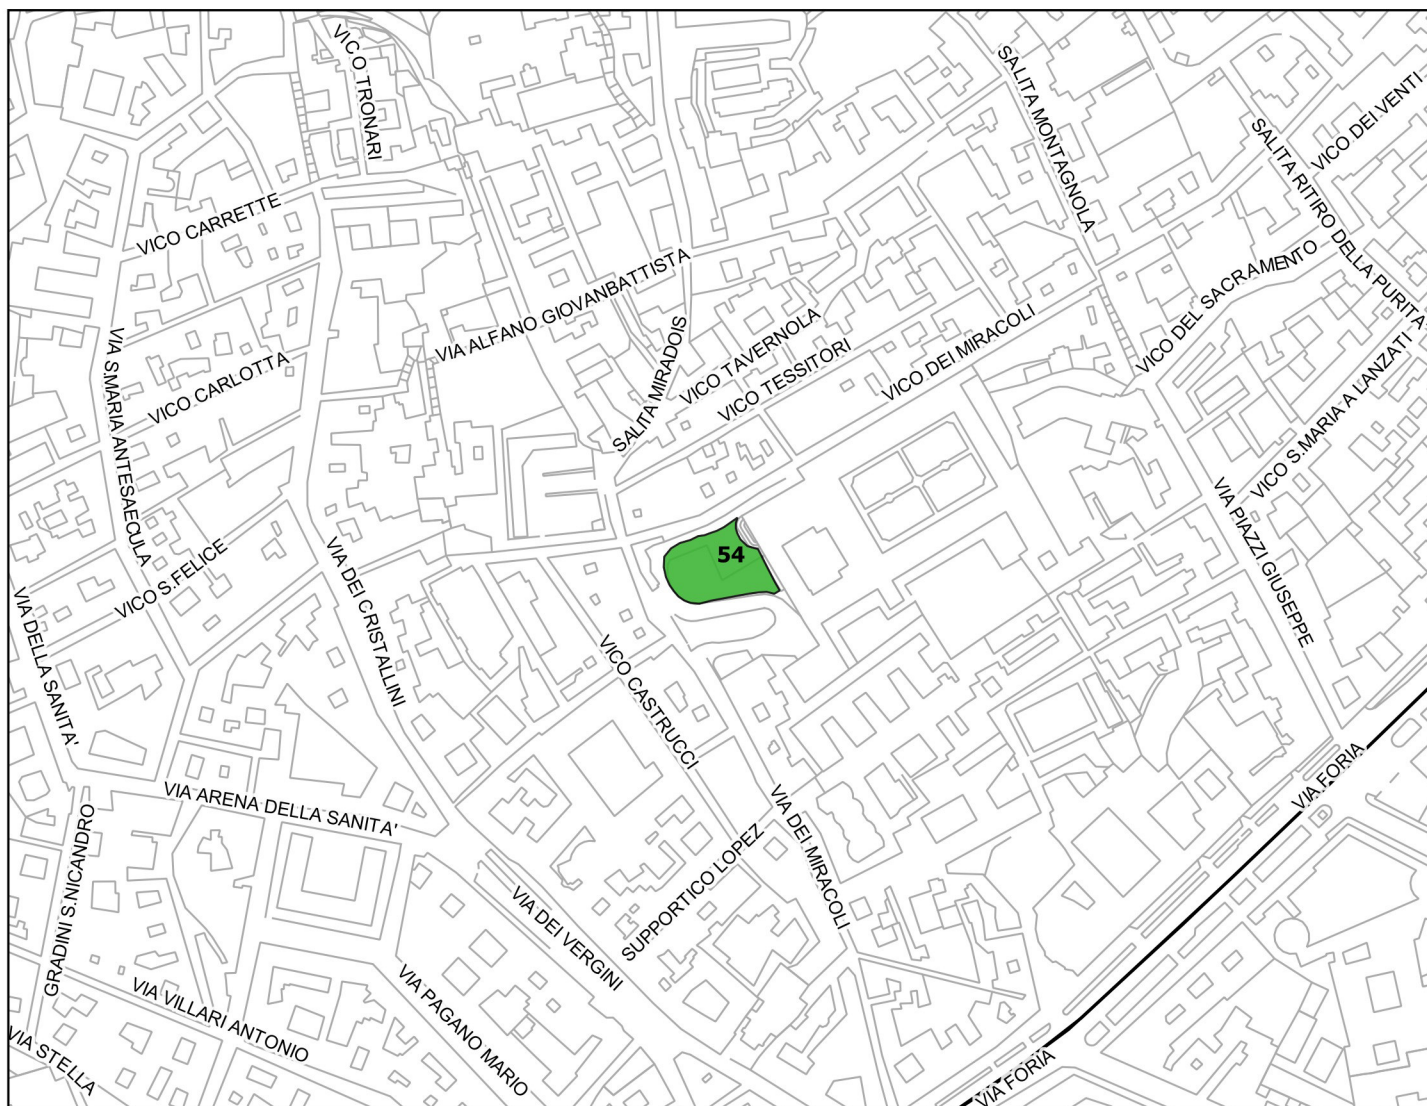 VICO TRONARI
SALITA MONTAGNOLA
VICO DEI VENTI
SALITA RITIRO DELLA PURITA'
VICO CARRETTE
VIA ALFANO GIOVANBATTISTA
VICO DEL SACRAMENTO
VIA S.MARIA ANTESAECULA
VICO CARLOTTA
SALITA MIRADOIS
VICO TAVERNOLA
VICO TESSITORI
VICO DEI MIRACOLI
VICO S.MARIA A LANZATI
VICO S.FELICE
VIA DEI CRISTALLINI
54
VIA PIAZZI GIUSEPPE
VIA DELLA SANITA'
VICO CASTRUCCI
VIA ARENA DELLA SANITA'
VIA FORIA
GRADINI S.NICANDRO
SUPPORTICO LOPEZ
VIA DEI MIRACOLI
VIA DEI VERGINI
VIA VILLARI ANTONIO
VIA PAGANO MARIO
VIA STELLA
VIA FORIA